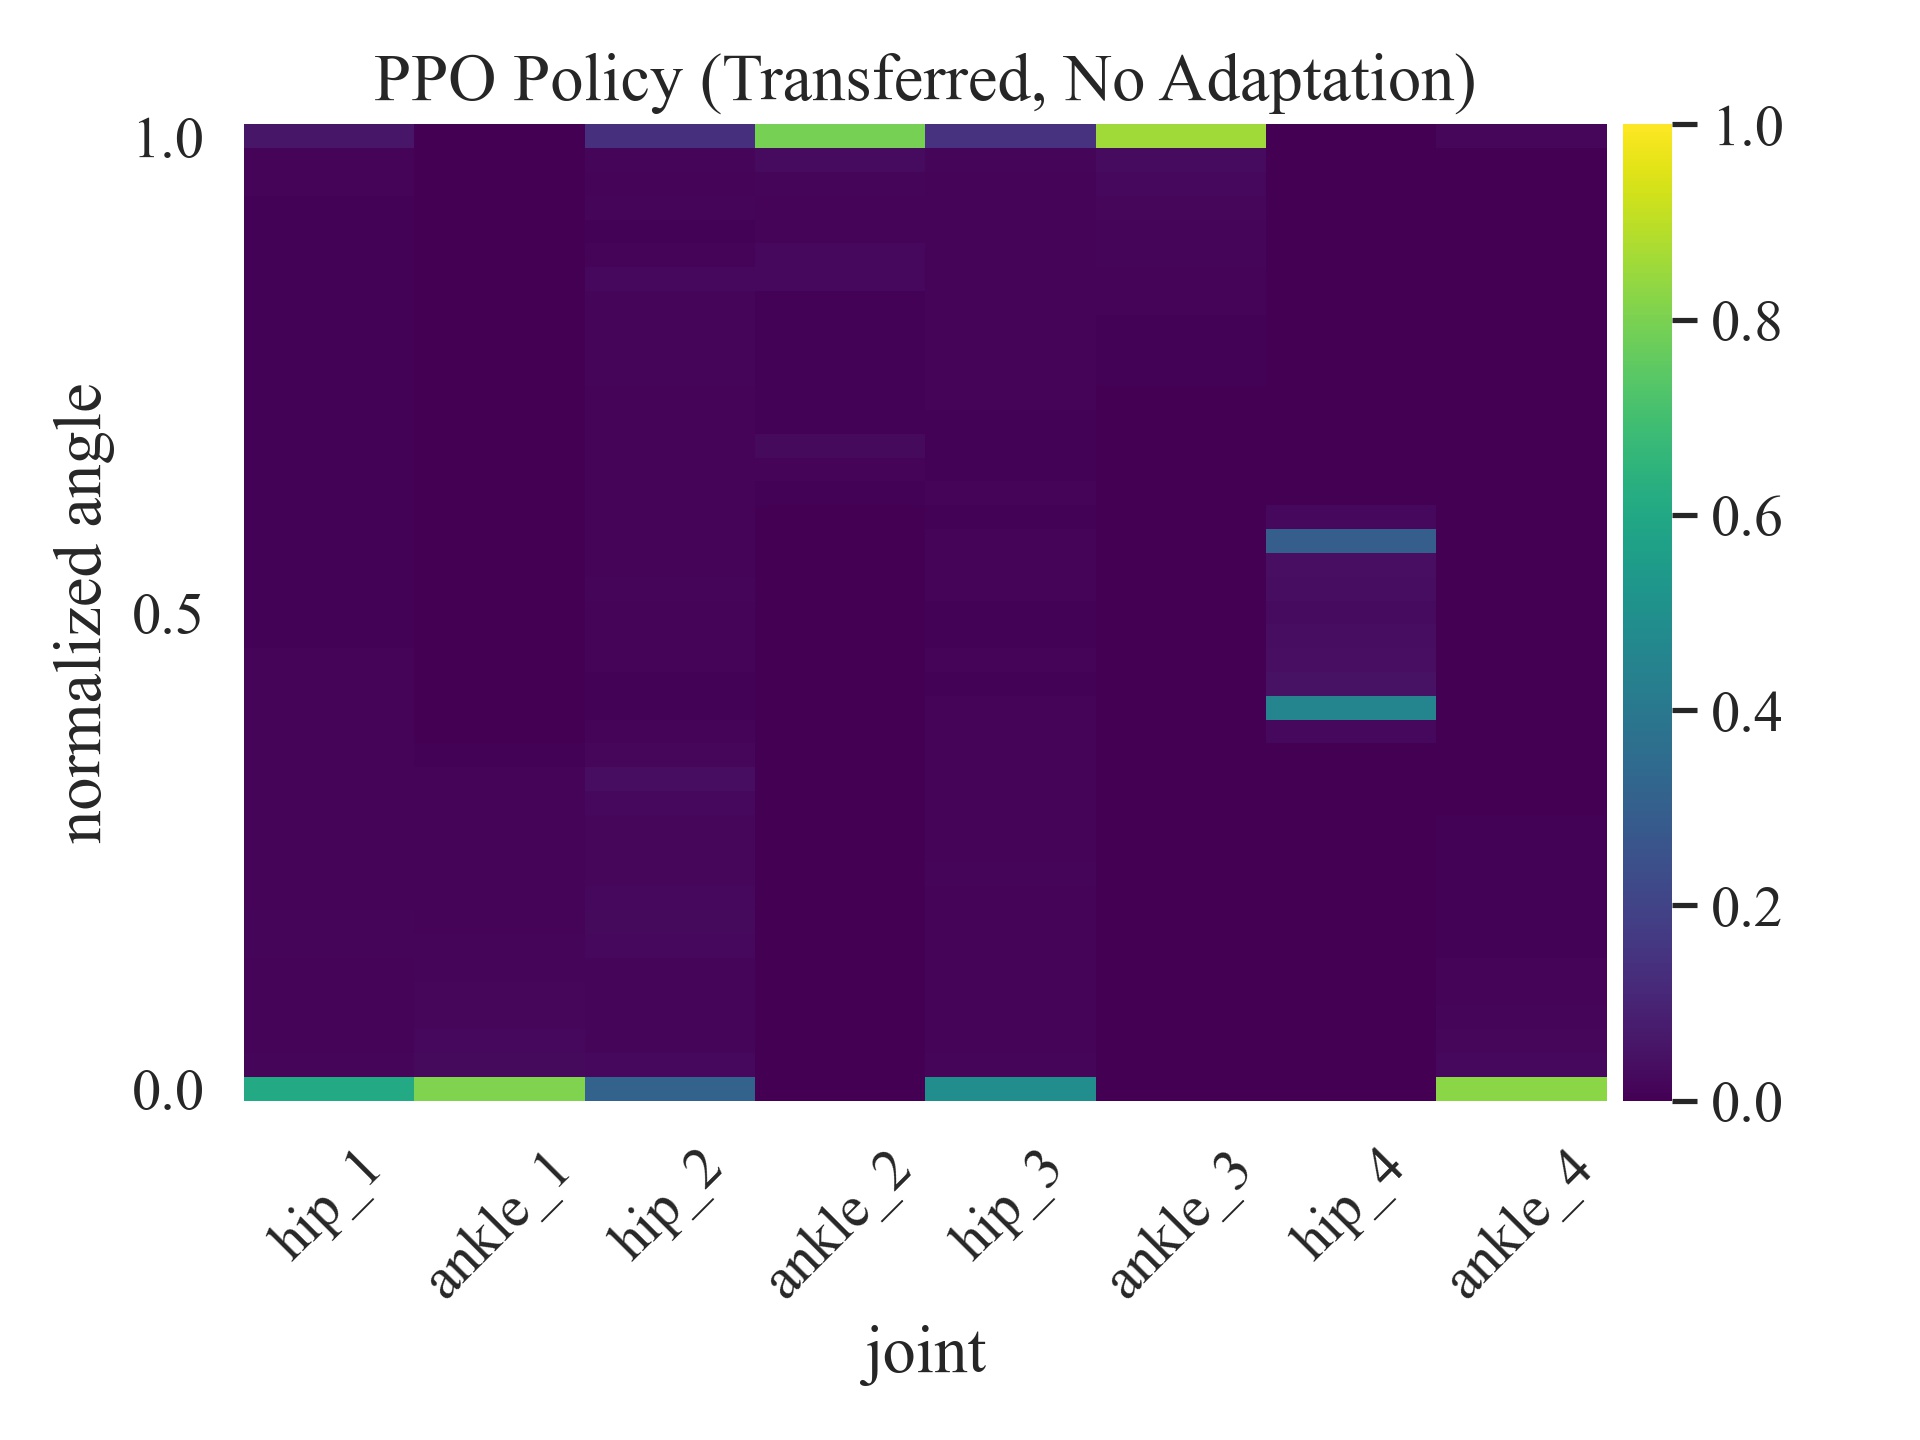 PPO Policy (Transferred, No Adaptation)
normalized angle
1.0
0.5
0.0
1.0
0.8
0.6
0.4
0.2
0.0
hip_1
ankle_1
hip_2
ankle_2
hip_3
ankle_3
hip_4
ankle_4
joint